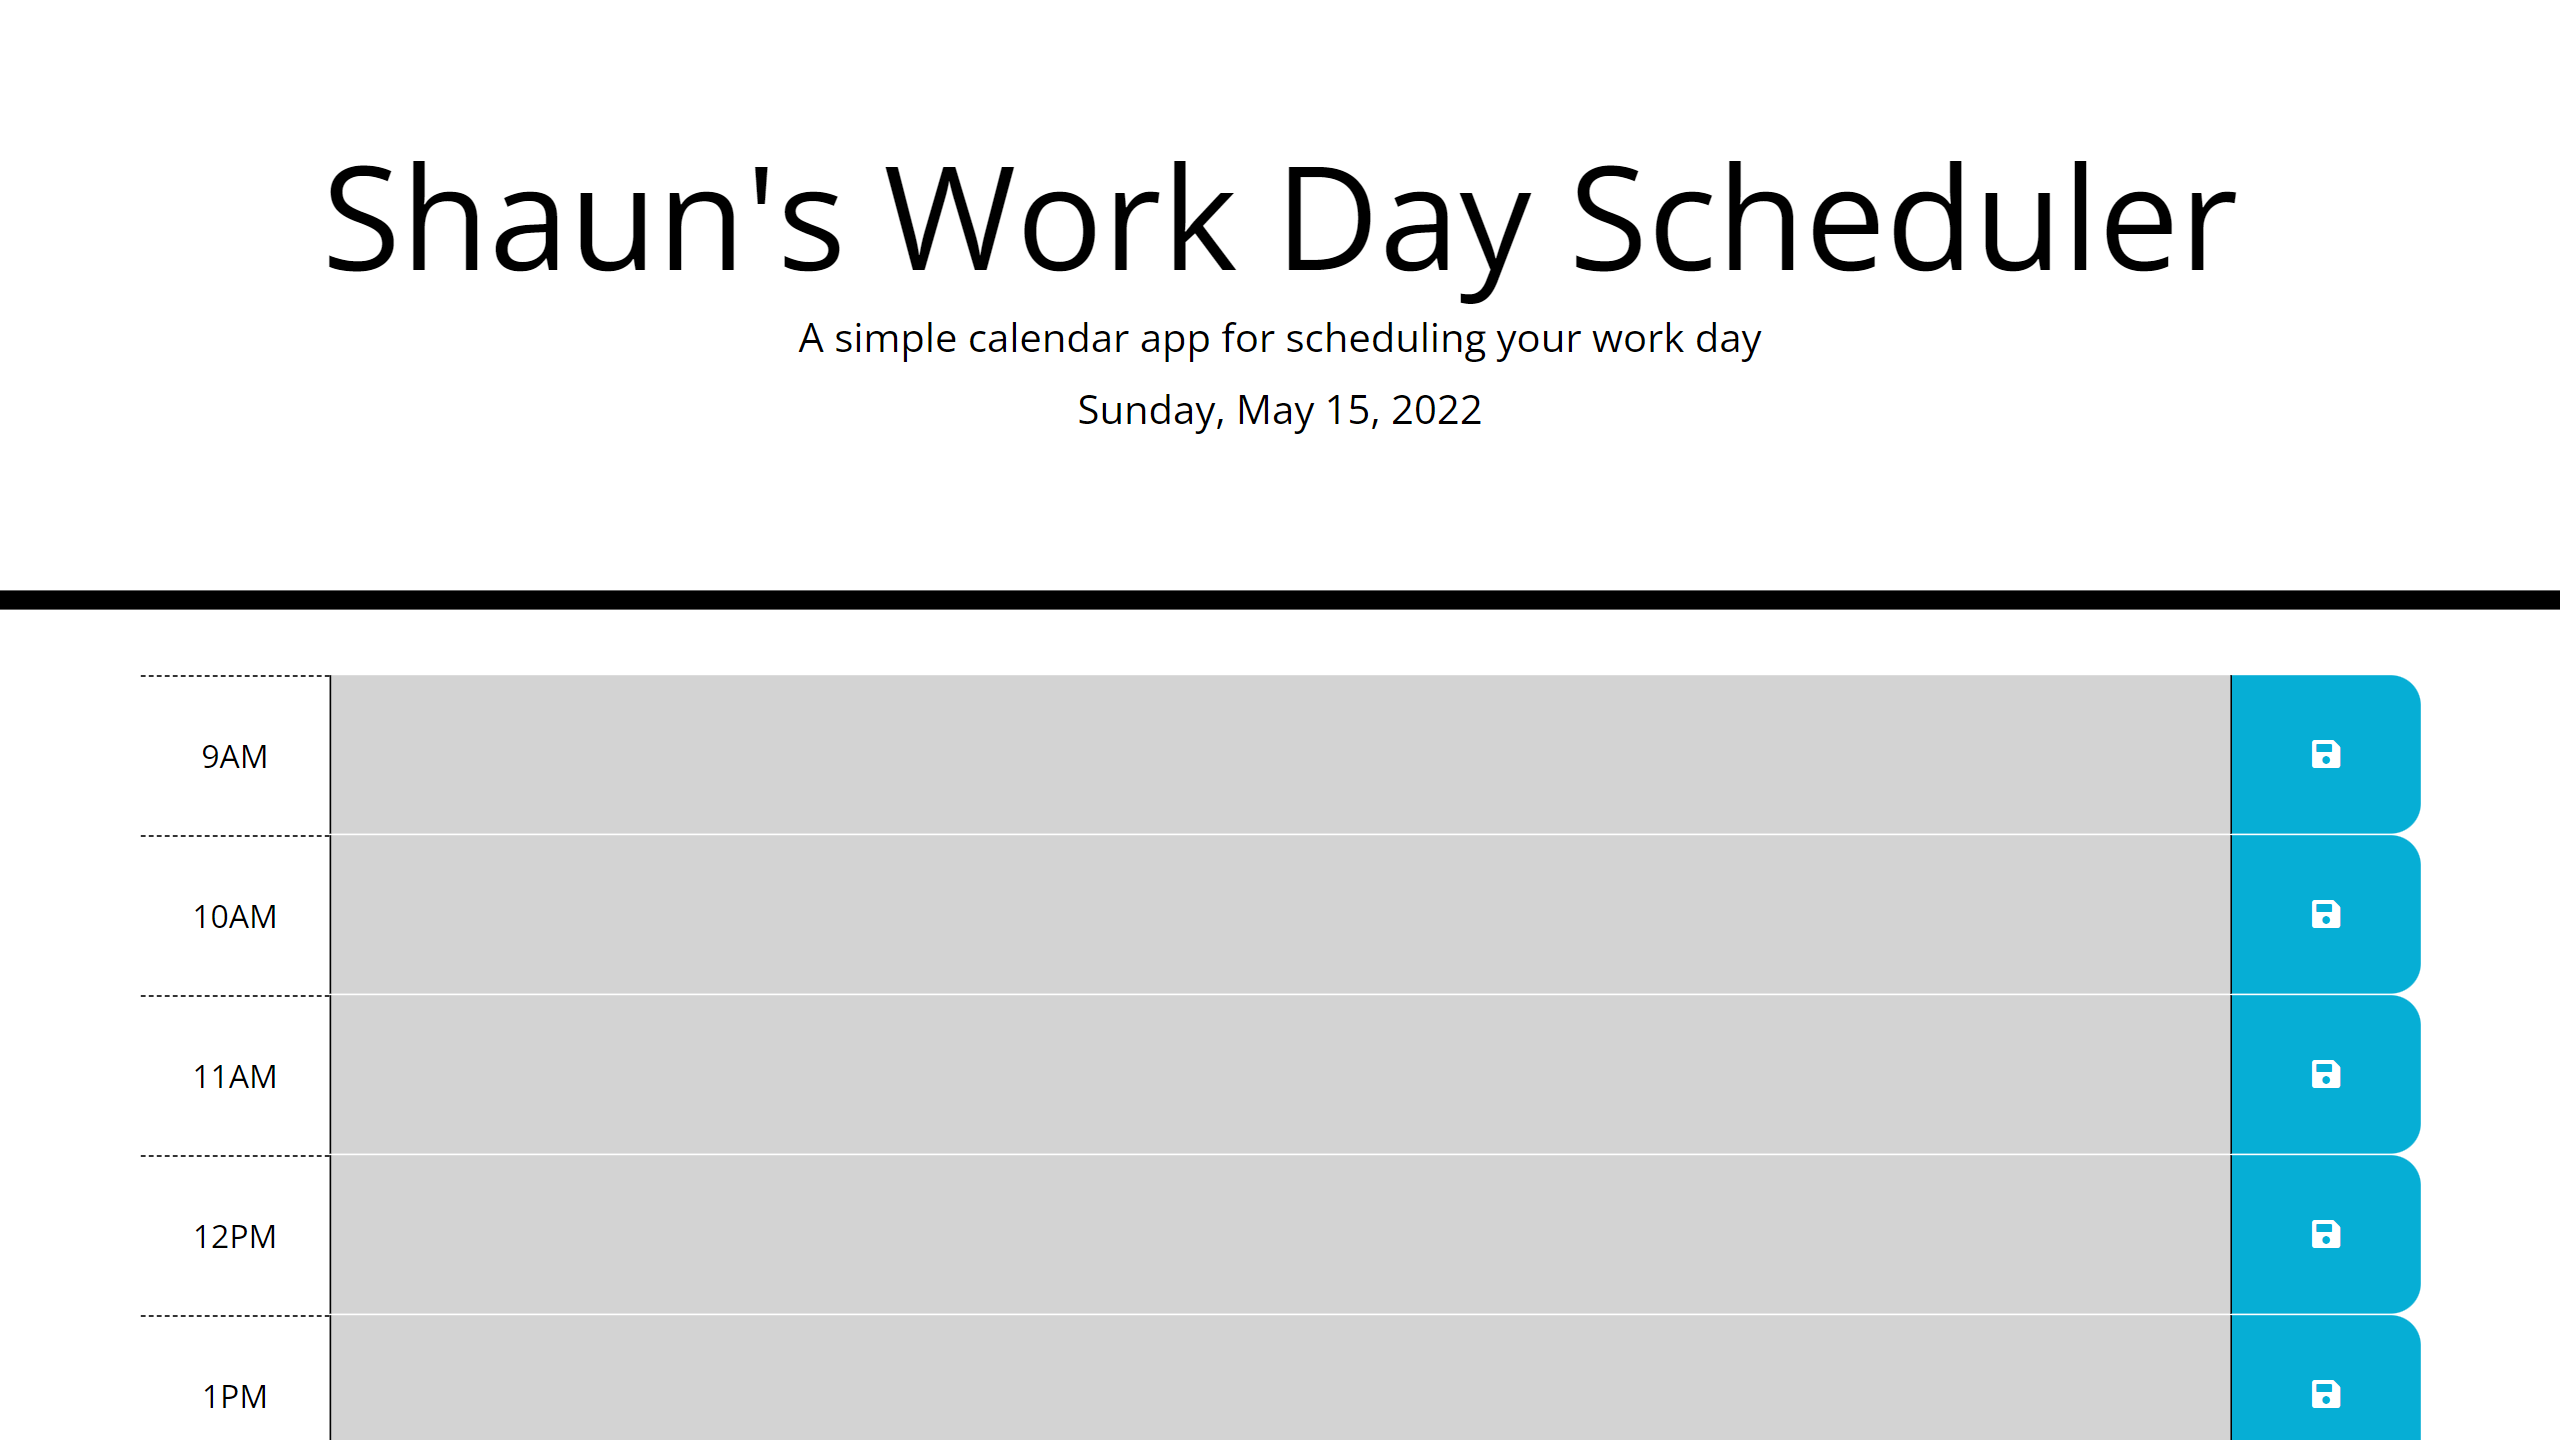 Shaun's Work Day Scheduler
A simple calendar app for scheduling your work day
Sunday, May 15, 2022
9AM
10AM
11AM
12PM
1PM